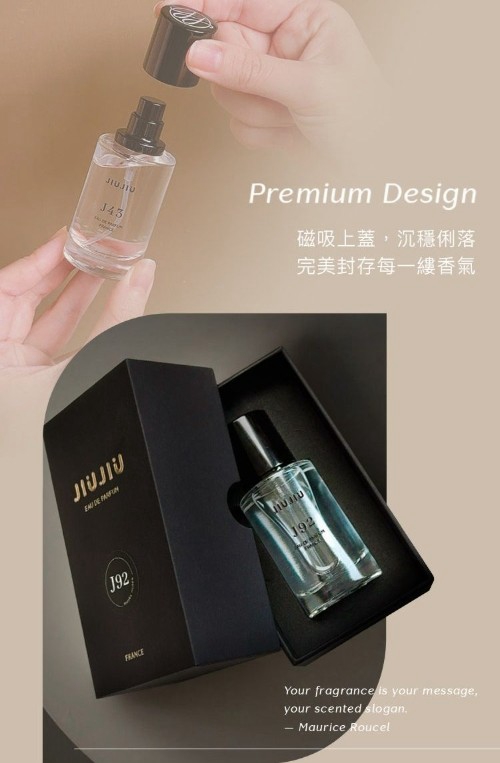 JIUJIU
J43
Premium Design
磁吸上蓋，沉穩俐落
完美封存每一縷香氣
JIUJIU
EAU DE PARFUM
J92
FRANCE
JIUJIU
J92
Your fragrance is your message,
your scented slogan.
— Maurice Roucel